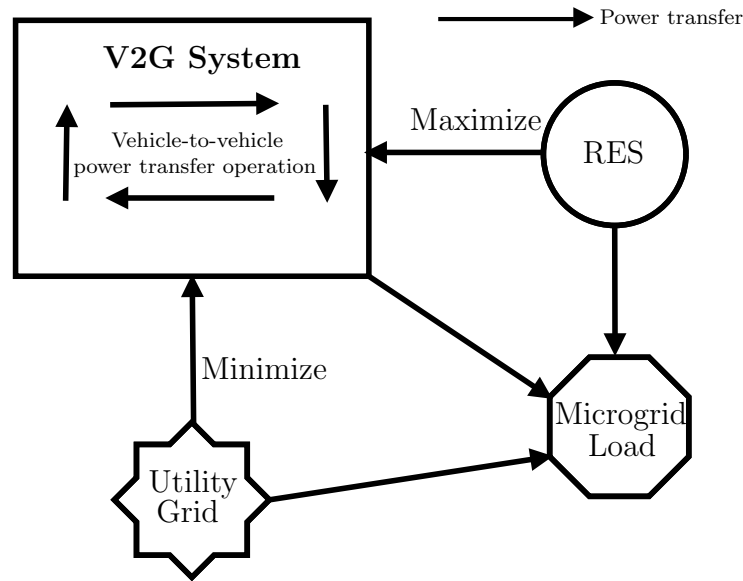 Power transfer
V2G System
Vehicle-to-vehicle
power transfer operation
Maximize
RES
Minimize
Microgrid
Load
Utility
Grid